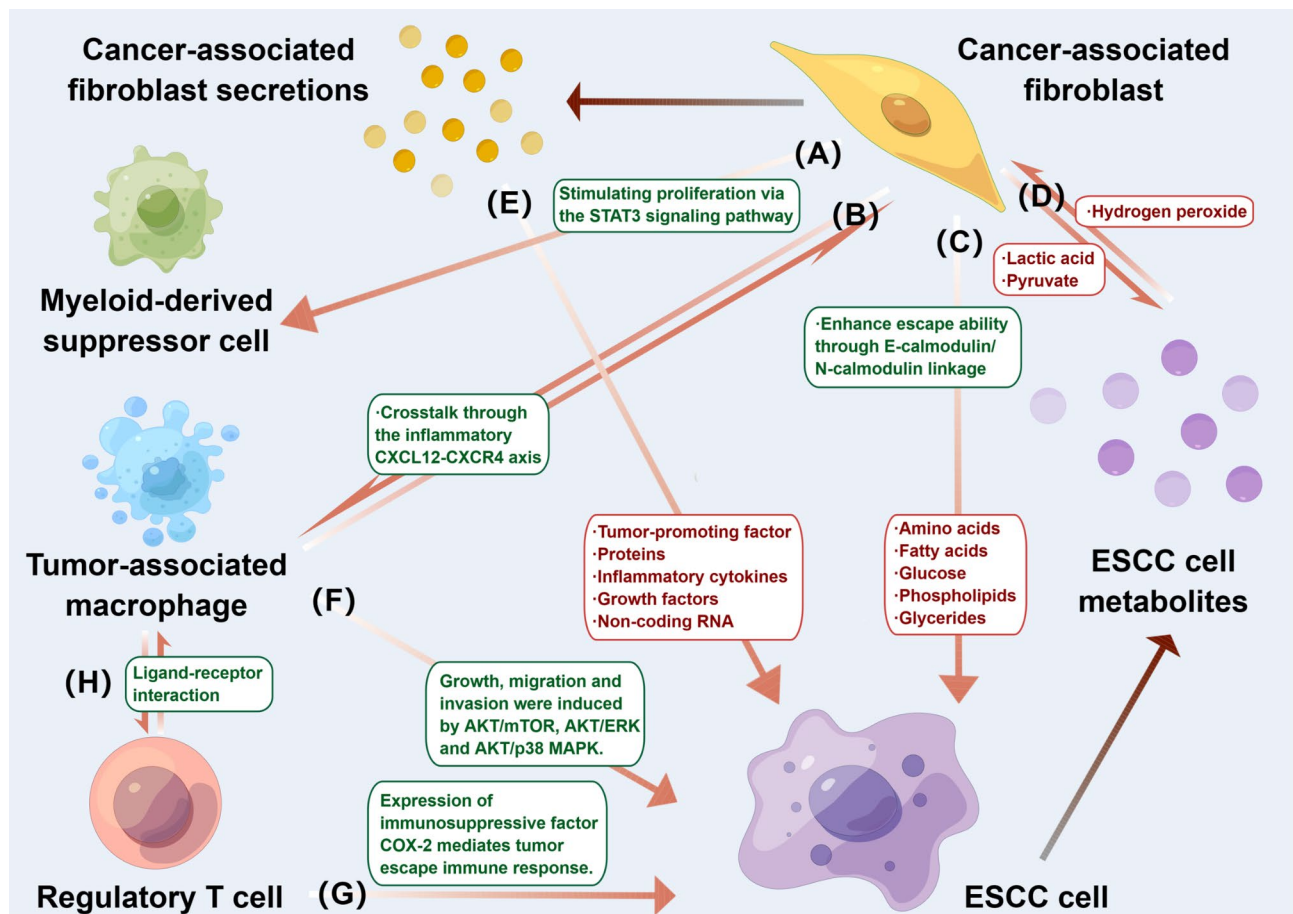 Cancer-associated
fibroblast secretions
Cancer-associated
fibroblast
(A)
Stimulating proliferation via
the STAT3 signaling pathway
(E)
(B)
(C)
(D)
·Hydrogen peroxide
·Lactic acid
·Pyruvate
Myeloid-derived
suppressor cell
·Enhance escape ability
through E-calmodulin/
N-calmodulin linkage
·Crosstalk through
the inflammatory
CXCL12-CXCR4 axis
Tumor-associated
macrophage
·Tumor-promoting factor
·Proteins
·Inflammatory cytokines
·Growth factors
·Non-coding RNA
·Amino acids
·Fatty acids
·Glucose
·Phospholipids
·Glycerides
ESCC cell
metabolites
(F)
(H)
Ligand-receptor
interaction
Growth, migration and
invasion were induced
by AKT/mTOR, AKT/ERK
and AKT/p38 MAPK.
Expression of
immunosuppressive factor
COX-2 mediates tumor
escape immune response.
Regulatory T cell
(G)
ESCC cell